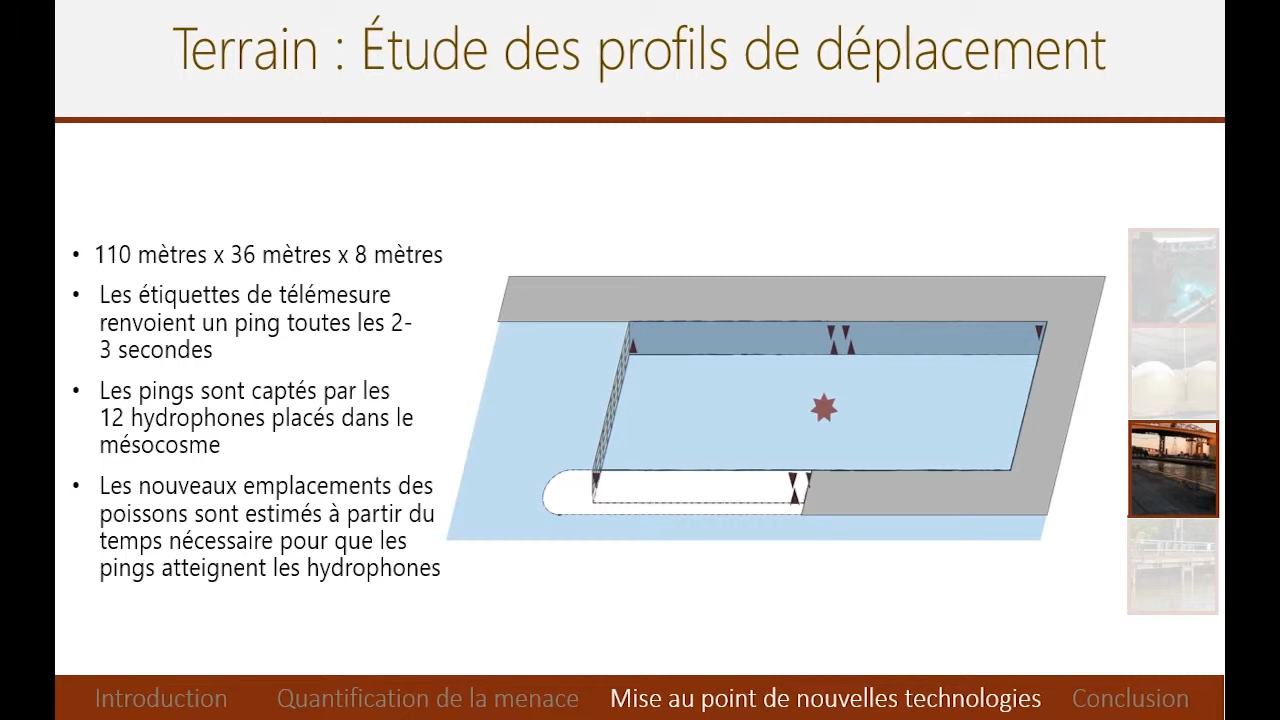 Terrain : Étude des profils de déplacement
• 110 mètres x 36 mètres x 8 mètres
• Les étiquettes de télémesure
renvoient un ping toutes les 2-
3 secondes
• Les pings sont captés par les
12 hydrophones placés dans le
mésocosme
• Les nouveaux emplacements des
poissons sont estimés à partir du
temps nécessaire pour que les
pings atteignent les hydrophones
Introduction Quantification de la menace Mise au point de nouvelles technologies Conclusion